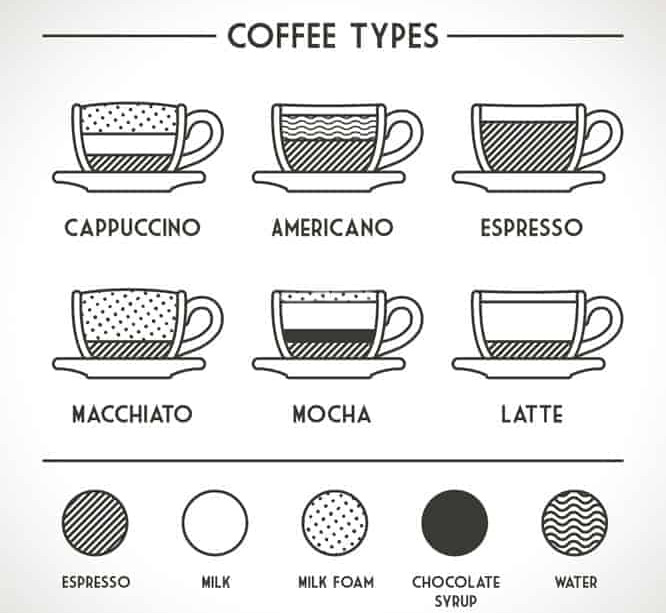 COFFEE TYPES
CAPPUCCINO AMERICANO ESPRESSO
MACCHIATO MOCHA LATTE
ESPRESSO MILK MILK FOAM CHOCOLATE SYRUP WATER